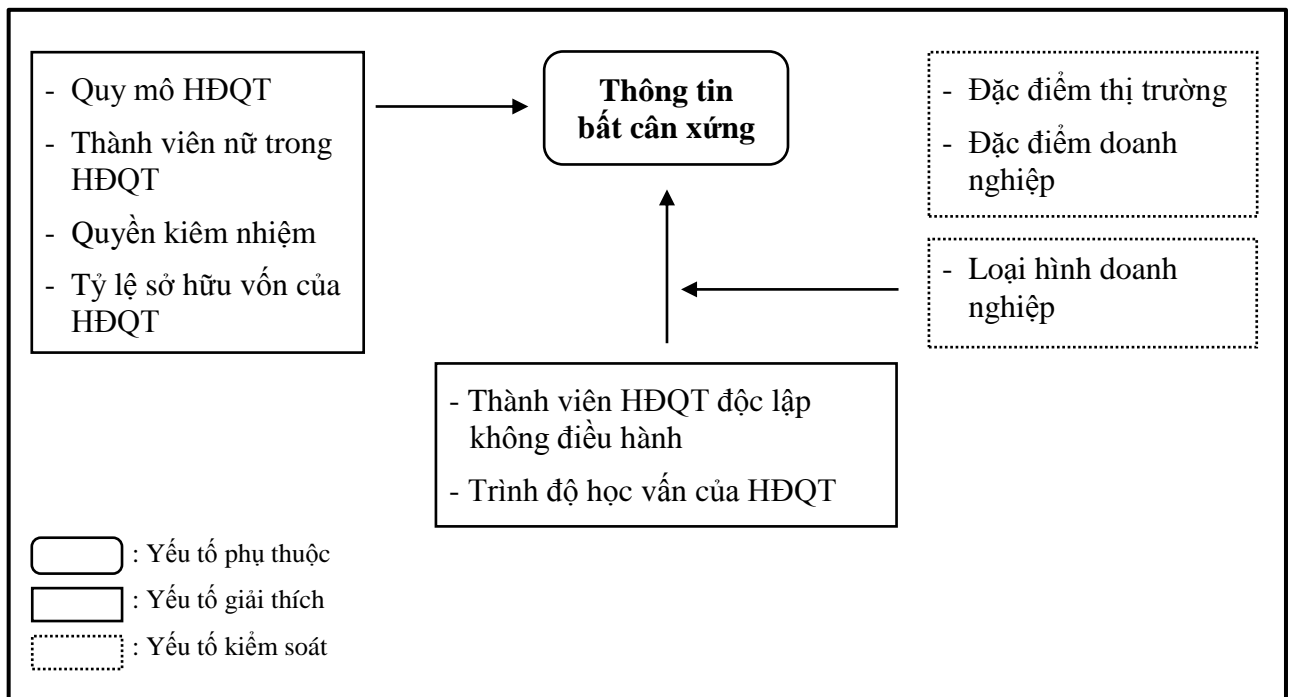 - Quy mô HĐQT
- Thành viên nữ trong
HĐQT
- Quyền kiêm nhiệm
- Tỷ lệ sở hữu vốn của
HĐQT
Thông tin
bất cân xứng
- Đặc điểm thị trường
- Đặc điểm doanh
nghiệp
- Loại hình doanh
nghiệp
- Thành viên HĐQT độc lập
không điều hành
- Trình độ học vấn của HĐQT
: Yếu tố phụ thuộc
: Yếu tố giải thích
: Yếu tố kiểm soát